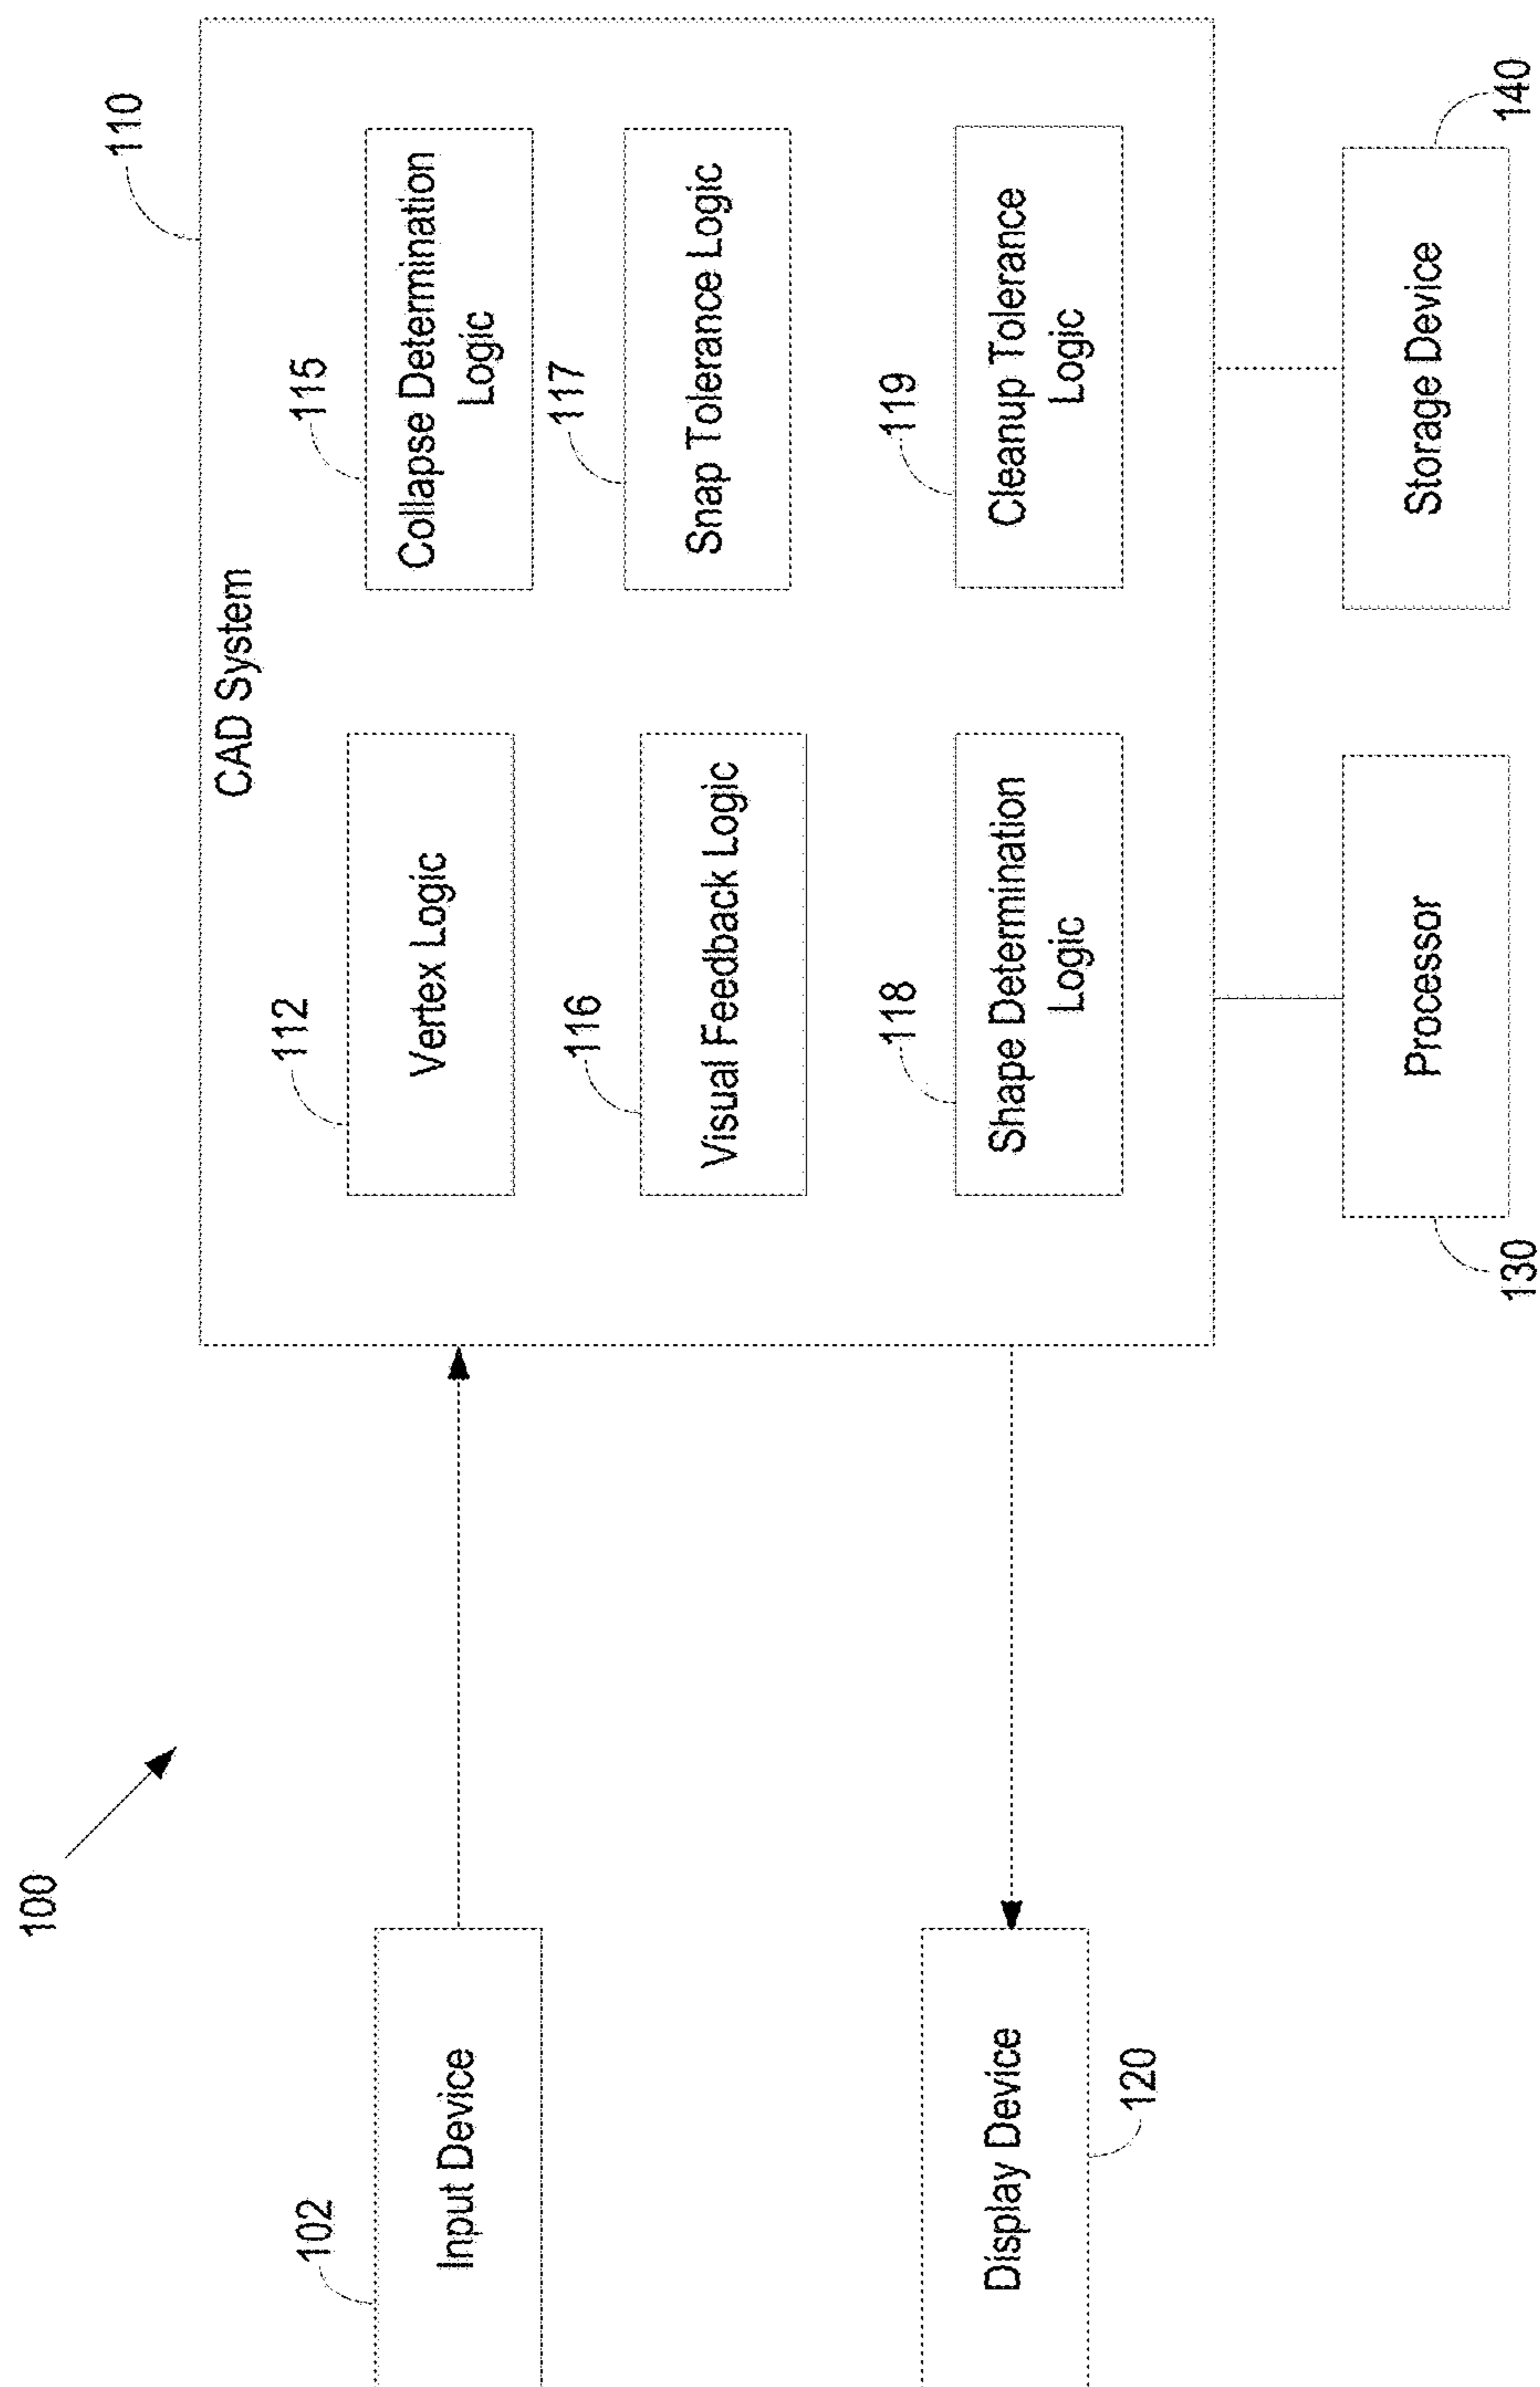 100
110
CAD System
102
Input Device
112
Vertex Logic
115
Collapse Determination
Logic
116
Visual Feedback Logic
117
Snap Tolerance Logic
118
Shape Determination
Logic
119
Cleanup Tolerance
Logic
Display Device
120
Processor
130
Storage Device
140